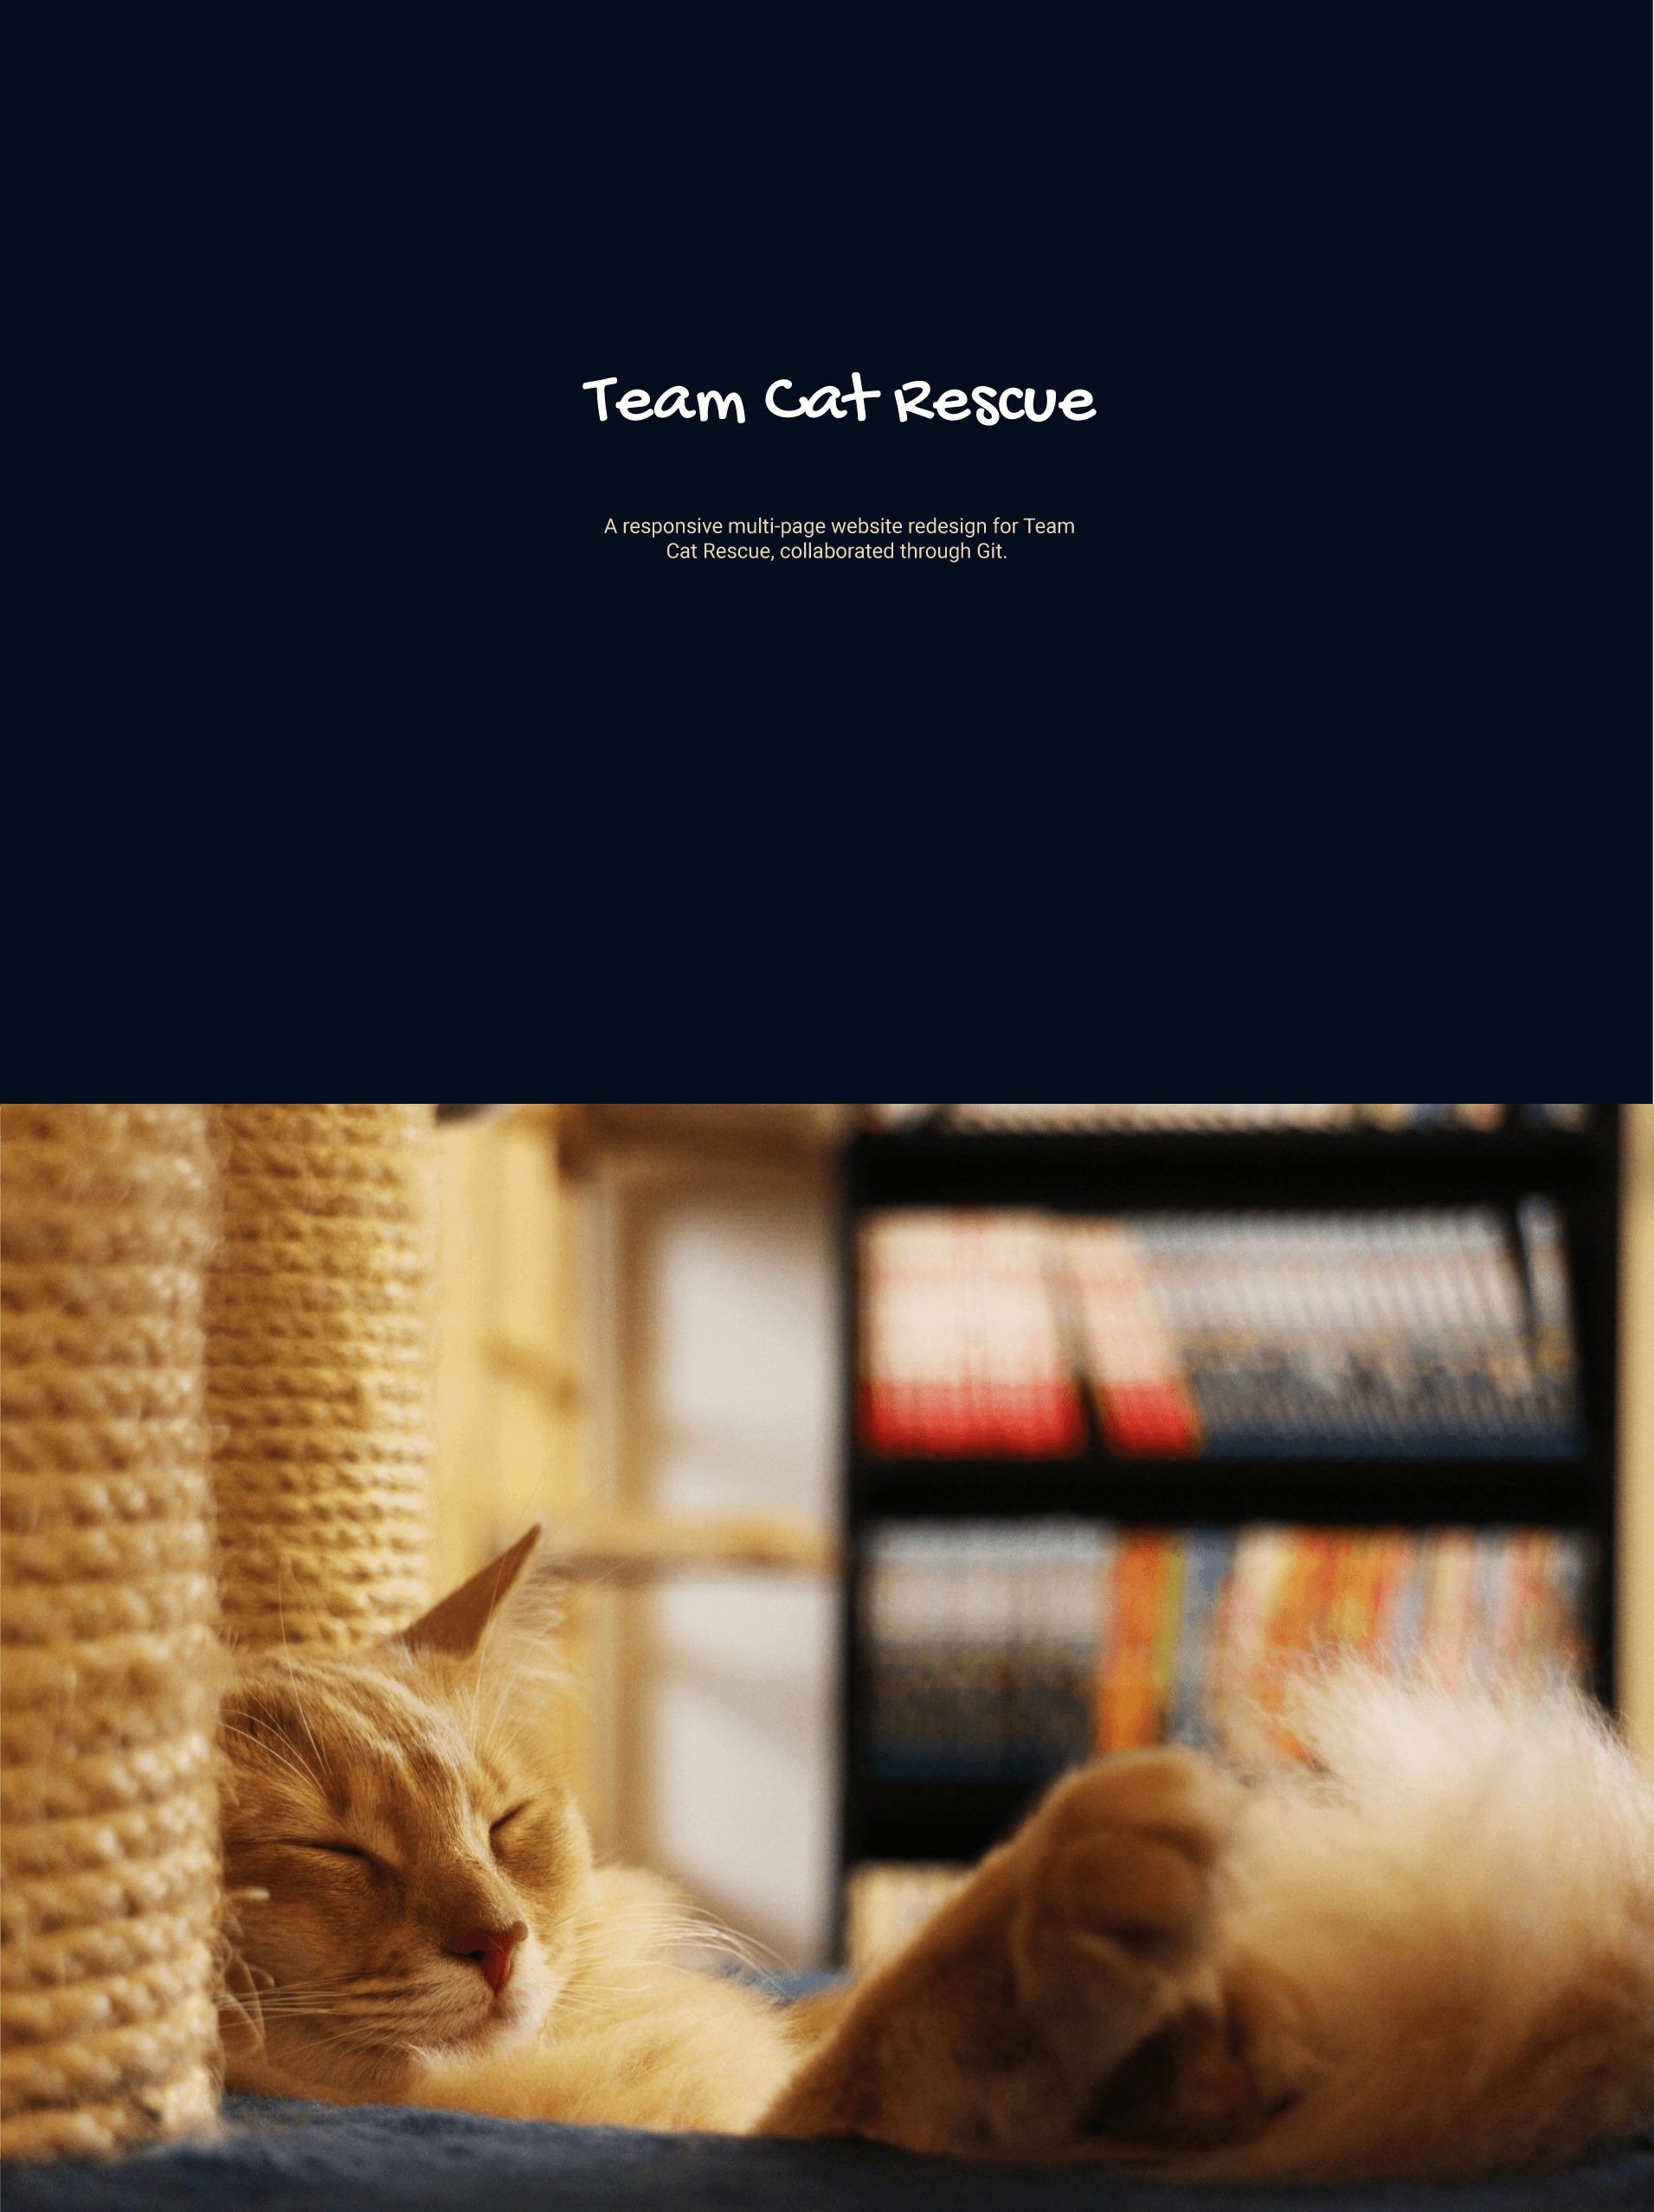 Team Cat Rescue
A responsive multi-page website redesign for Team
Cat Rescue, collaborated through Git.